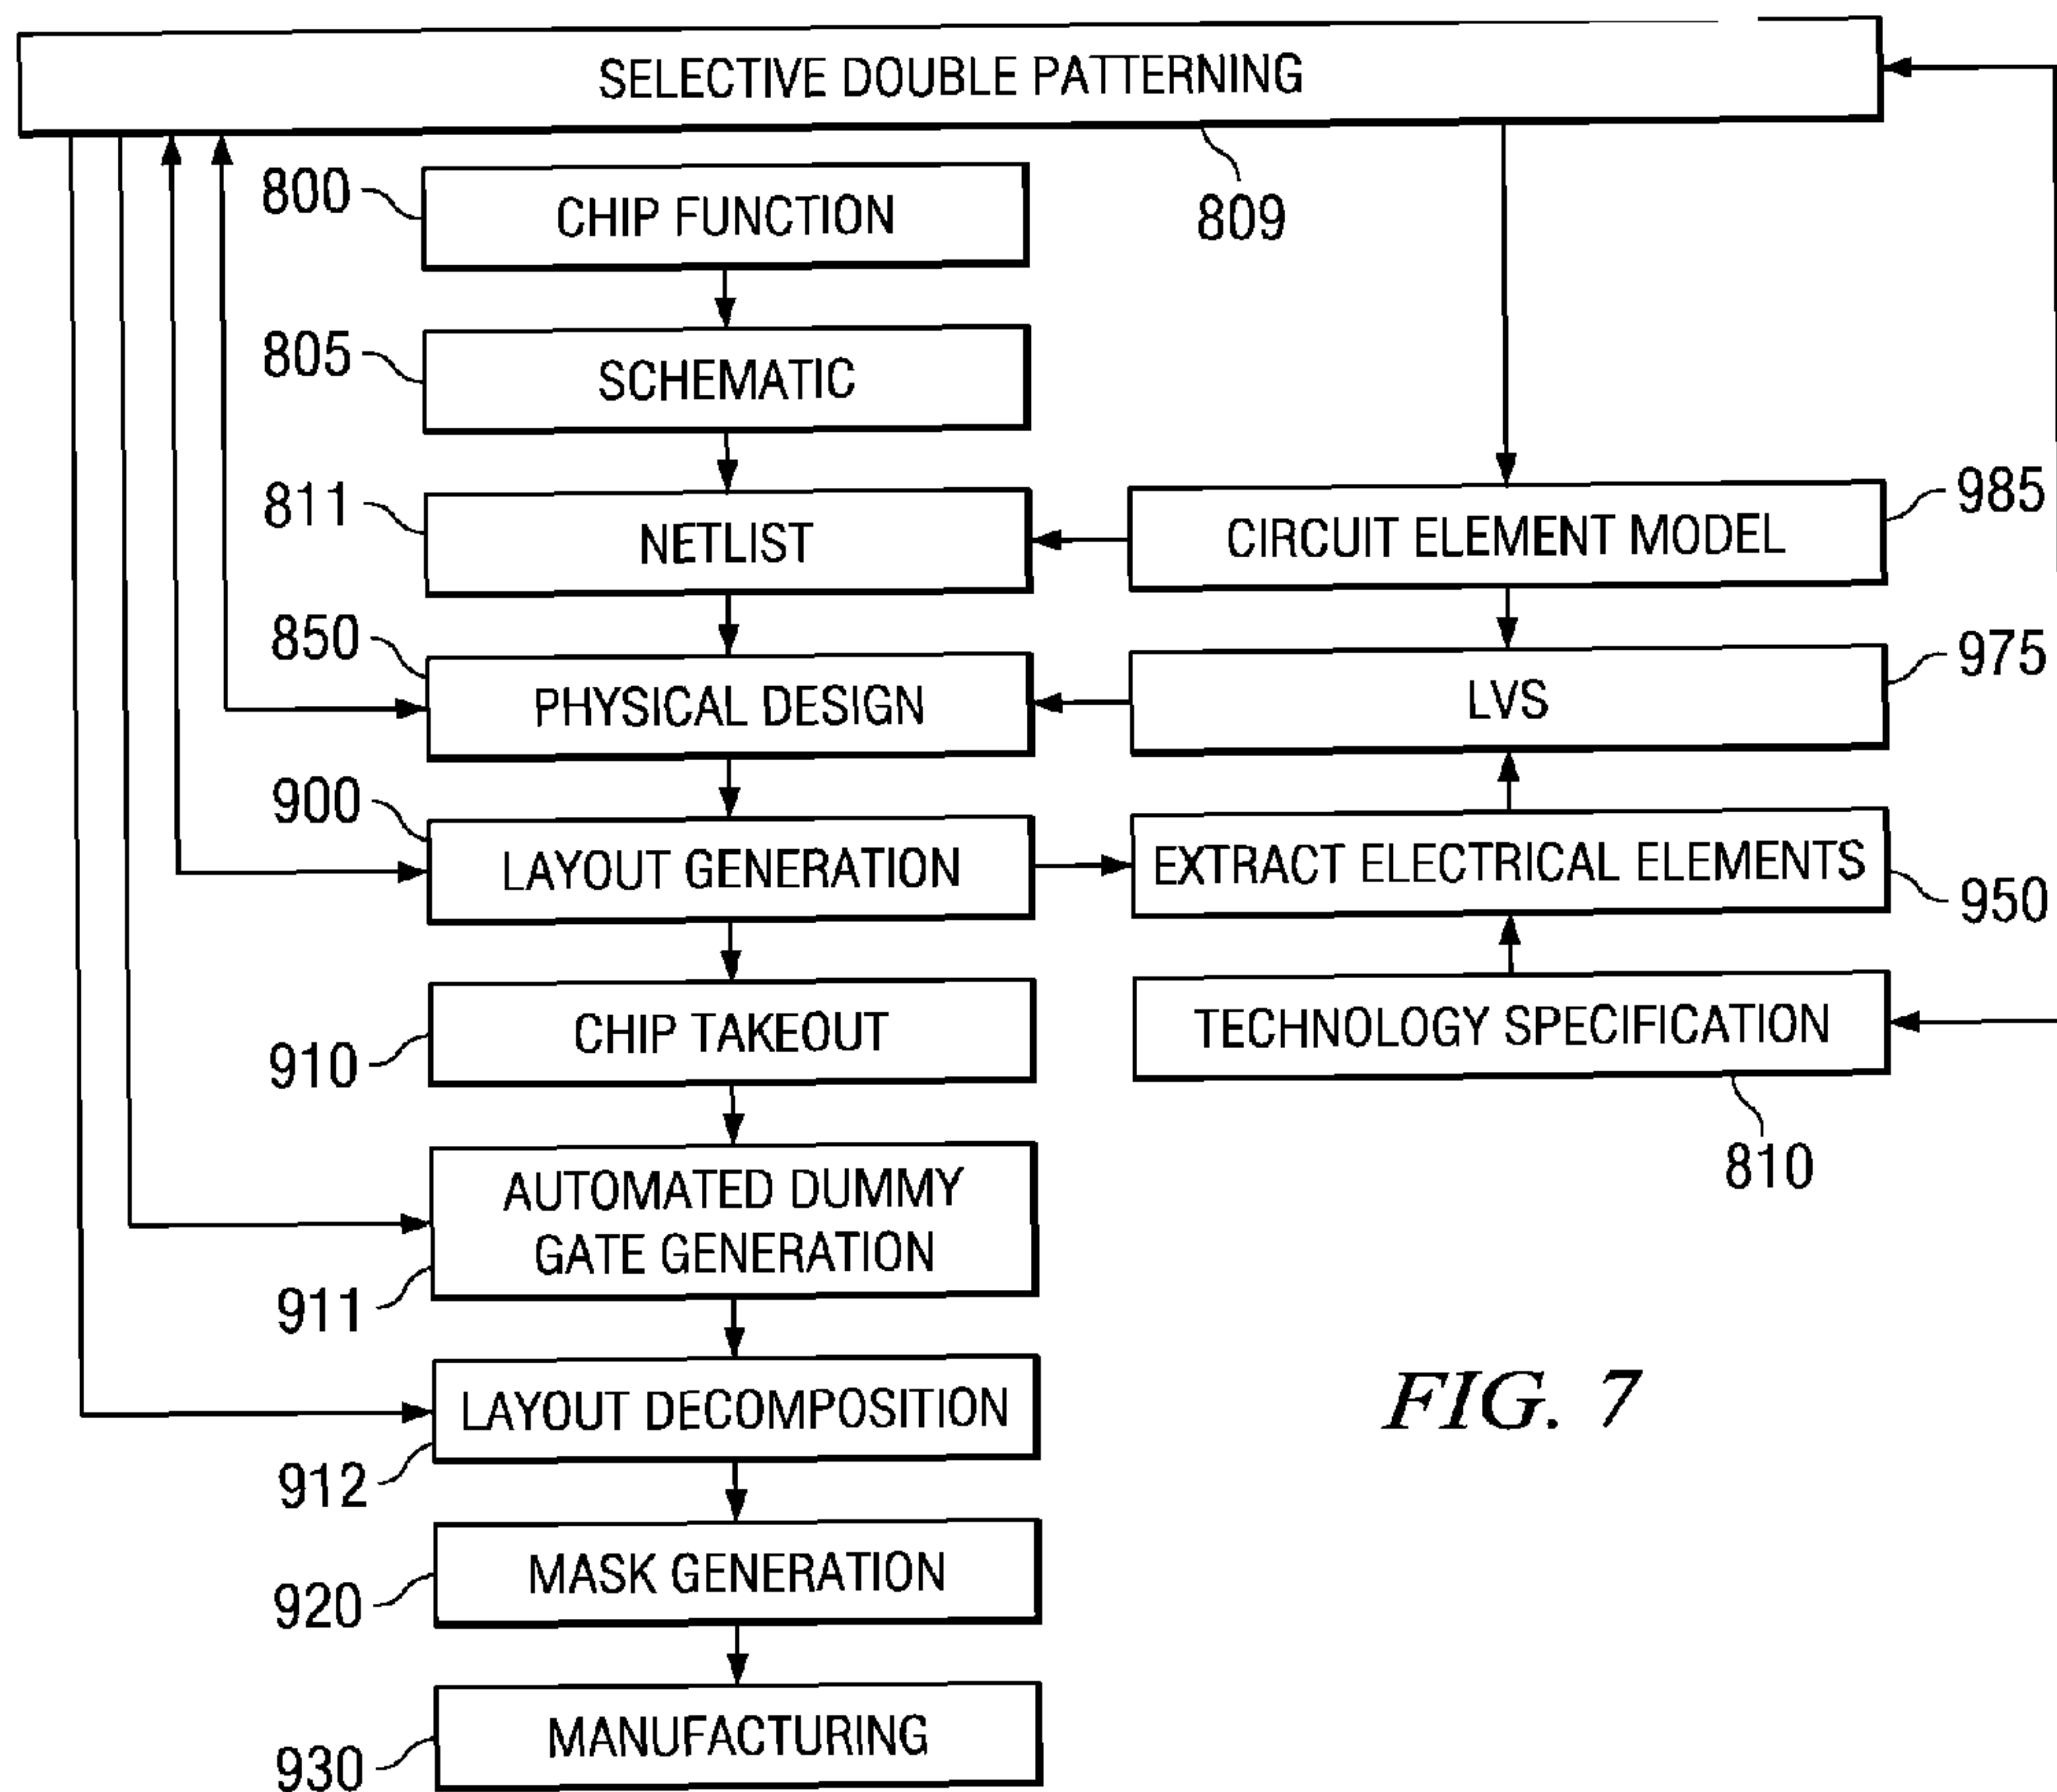 SELECTIVE DOUBLE PATTERNING
809
800
CHIP FUNCTION
805
SCHEMATIC
811
NETLIST
CIRCUIT ELEMENT MODEL
985
850
PHYSICAL DESIGN
LVS
975
900
LAYOUT GENERATION
EXTRACT ELECTRICAL ELEMENTS
950
910
CHIP TAKEOUT
TECHNOLOGY SPECIFICATION
810
911
AUTOMATED DUMMY
GATE GENERATION
912
LAYOUT DECOMPOSITION
FIG. 7
920
MASK GENERATION
930
MANUFACTURING